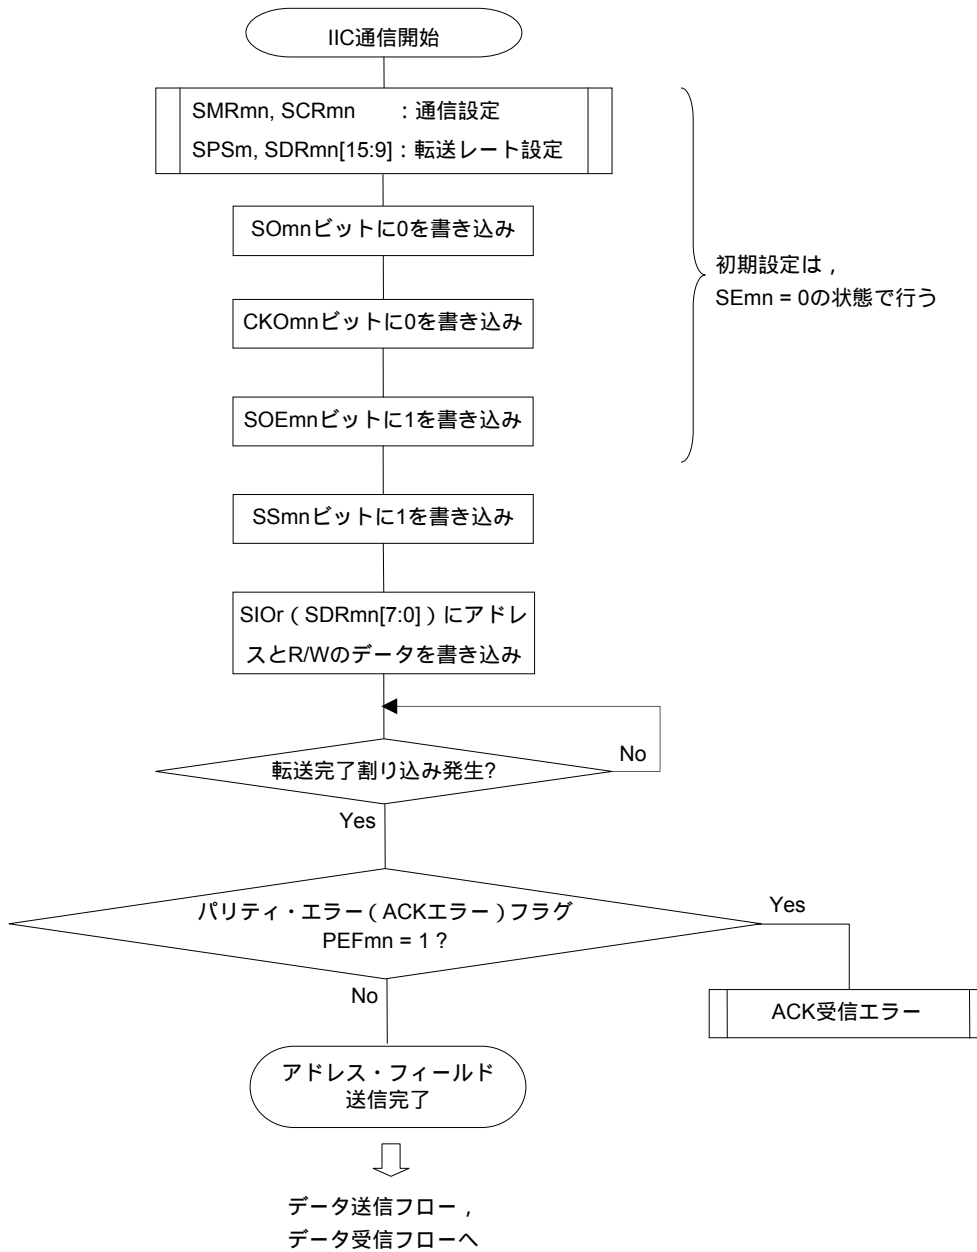 IIC通信開始
SMRmn, SCRmn : 通信設定
SPSm, SDRmn[15:9] : 転送レート設定
SOmnビットに0を書き込み
初期設定は，
SEmn = 0の状態で行う
CKOmnビットに0を書き込み
SOEmnビットに1を書き込み
SSmnビットに1を書き込み
SIOr（SDRmn[7:0]）にアドレ
スとR/Wのデータを書き込み
転送完了割り込み発生?
No
Yes
パリティ・エラー（ACKエラー）フラグ
PEFmn = 1？
Yes
No
ACK受信エラー
アドレス・フィールド
送信完了
データ送信フロー，
データ受信フローへ